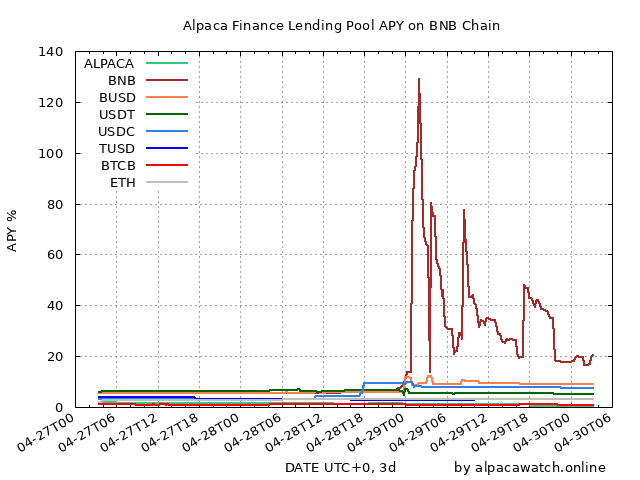 Alpaca Finance Lending Pool APY on BNB Chain
140
120
100
80
60
40
20
0
APY %
ALPACA
BNB
BUSD
USDT
USDC
TUSD
BTCB
ETH
04-27T00
04-27T06
04-27T12
04-27T18
04-28T00
04-28T06
04-28T12
04-28T18
04-29T00
04-29T06
04-29T12
04-29T18
04-30T00
04-30T06
DATE UTC+0, 3d
by alpacawatch.online